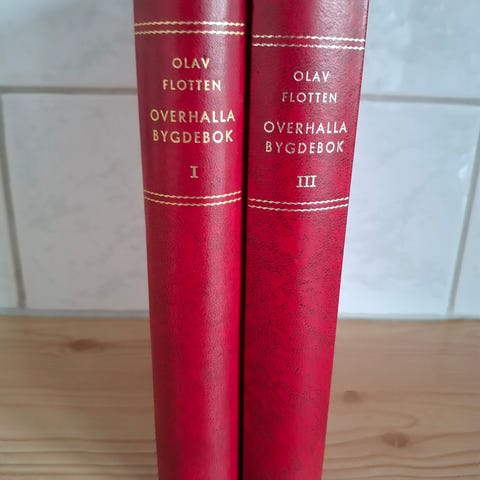 OLAV
FLOTTEN
OVERHALLA
BYGDEBOK
I
OLAV
FLOTTEN
OVERHALLA
BYGDEBOK
III